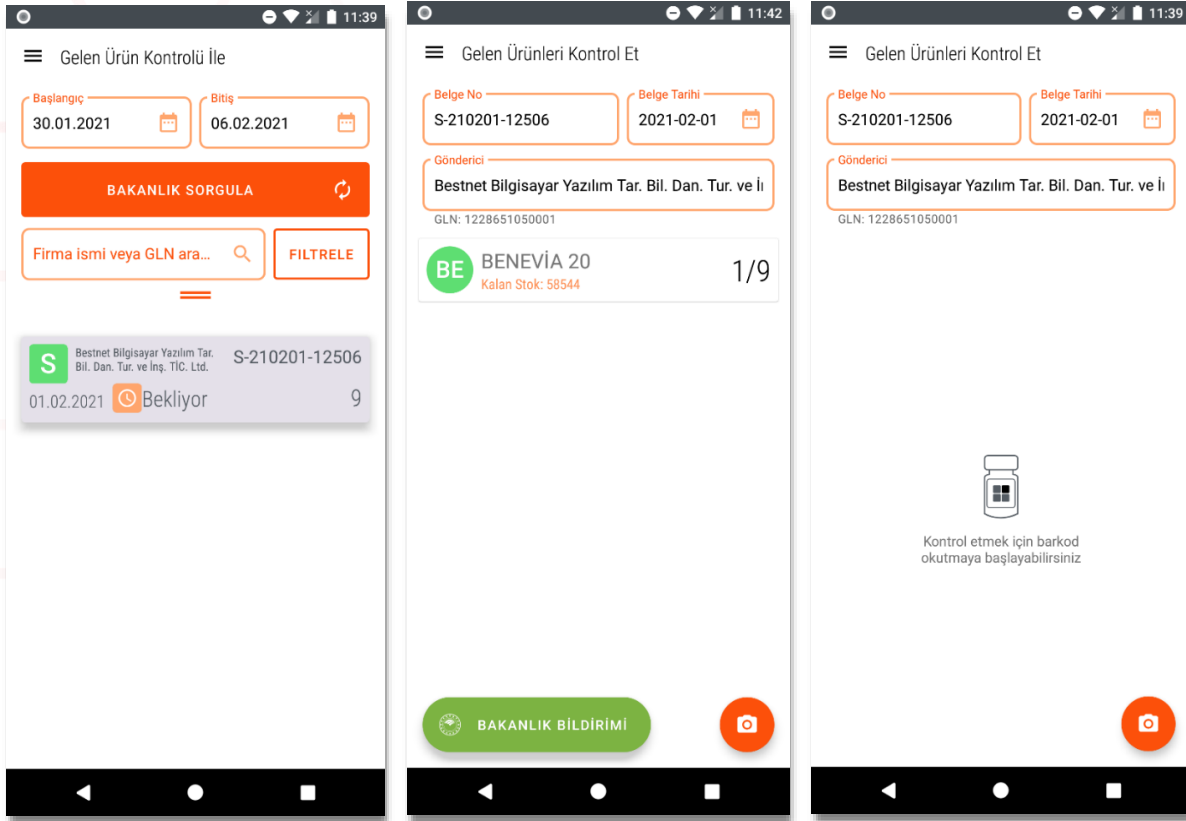 11:39
Gelen Ürün Kontrolü İle
Başlangıç
30.01.2021
Bitiş
06.02.2021
BAKANLIK SORGULA
Firma ismi veya GLN ara...
FILTRELE
S
Bestnet Bilgisayar Yazılım Tar.
Bil. Dan. Tur. ve İnş. TİC. Ltd.
S-210201-12506
01.02.2021
Bekliyor
9
11:42
Gelen Ürünleri Kontrol Et
Belge No
S-210201-12506
Belge Tarihi
2021-02-01
Gönderici
Bestnet Bilgisayar Yazılım Tar. Bil. Dan. Tur. ve İı
GLN: 1228651050001
BE
BENEVİA 20
Kalan Stok: 58544
1/9
BAKANLIK BİLDİRİMİ
11:39
Gelen Ürünleri Kontrol Et
Belge No
S-210201-12506
Belge Tarihi
2021-02-01
Gönderici
Bestnet Bilgisayar Yazılım Tar. Bil. Dan. Tur. ve İı
GLN: 1228651050001
Kontrol etmek için barkod
okutmaya başlayabilirsiniz